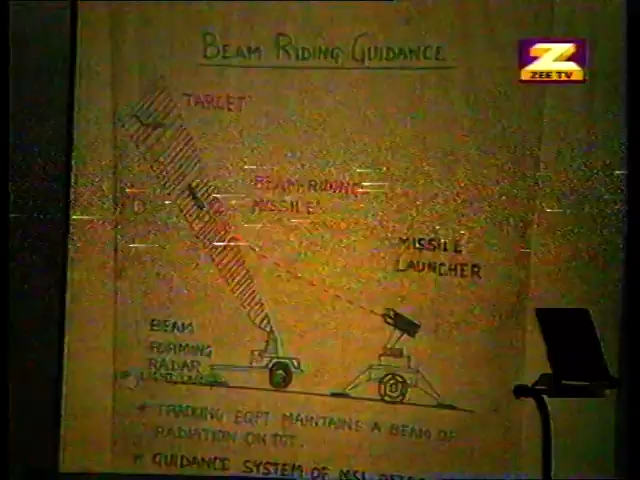 BEAM RIDING GUIDANCE
Z
ZEE TV
TARGET
BEAM-RIDING
MISSILE
MISSILE
LAUNCHER
BEAM
FORMING
RADAR
* TRACKING EQPT MAINTAINS A BEAM OF
RADIATION ON TGT.
* GUIDANCE SYSTEM OF MSL